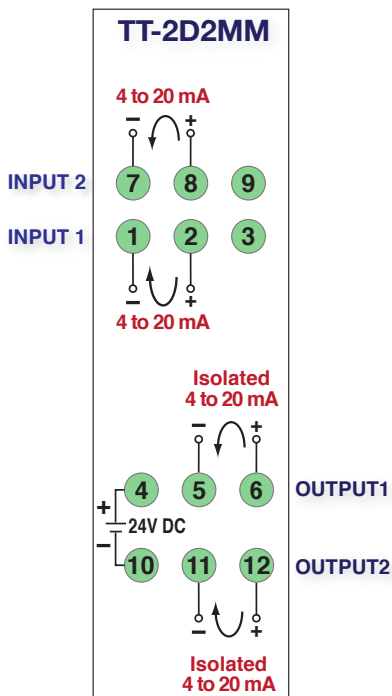 TT-2D2MM
4 to 20 mA
− +
INPUT 2 7 8 9
INPUT 1 1 2 3
− +
4 to 20 mA
Isolated
4 to 20 mA
− +
4 5 6 OUTPUT1
+
24V DC
−
10 11 12 OUTPUT2
− +
Isolated
4 to 20 mA